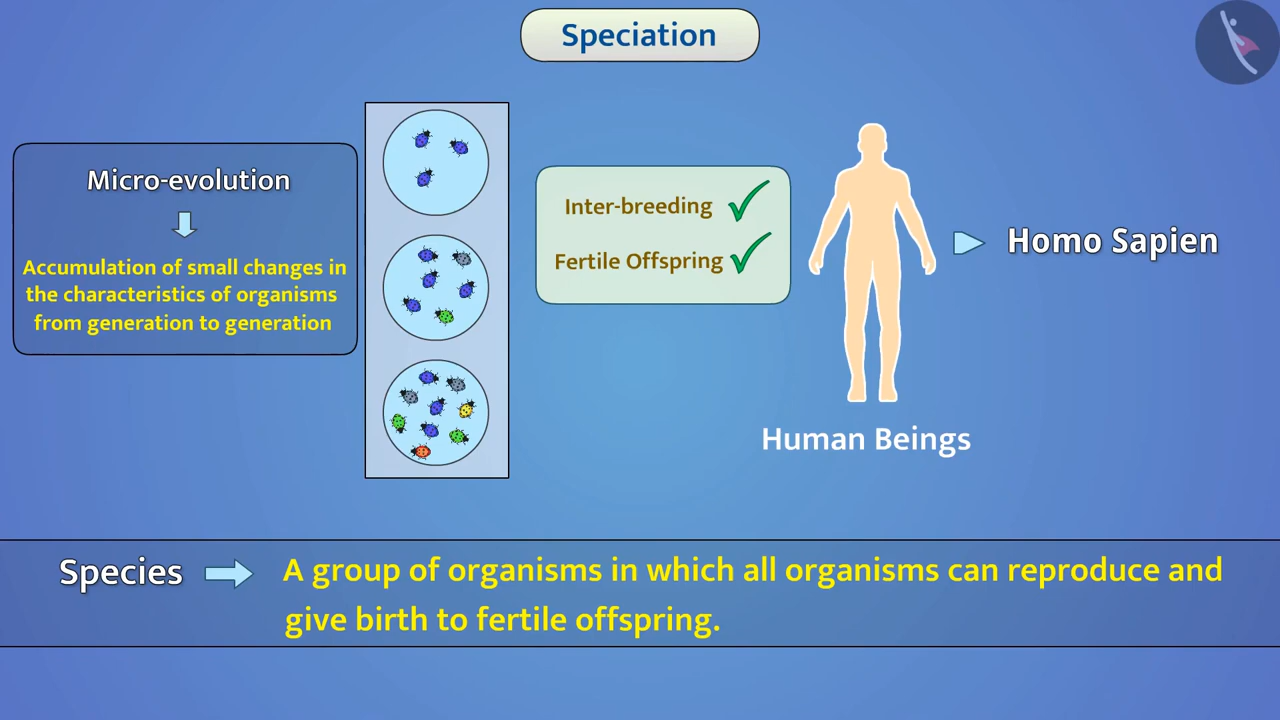 Speciation
Micro-evolution
Accumulation of small changes in
the characteristics of organisms
from generation to generation
Inter-breeding
Fertile Offspring
Homo Sapien
Human Beings
Species
A group of organisms in which all organisms can reproduce and
give birth to fertile offspring.